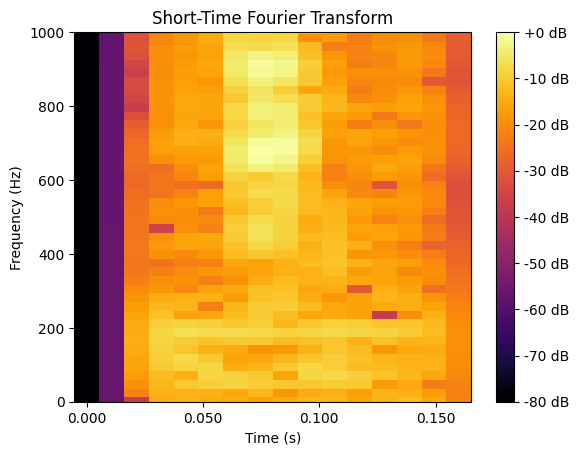 Short-Time Fourier Transform
1000
800
600
400
200
0
Frequency (Hz)
0.000
0.050
0.100
0.150
Time (s)
+0 dB
-10 dB
-20 dB
-30 dB
-40 dB
-50 dB
-60 dB
-70 dB
-80 dB